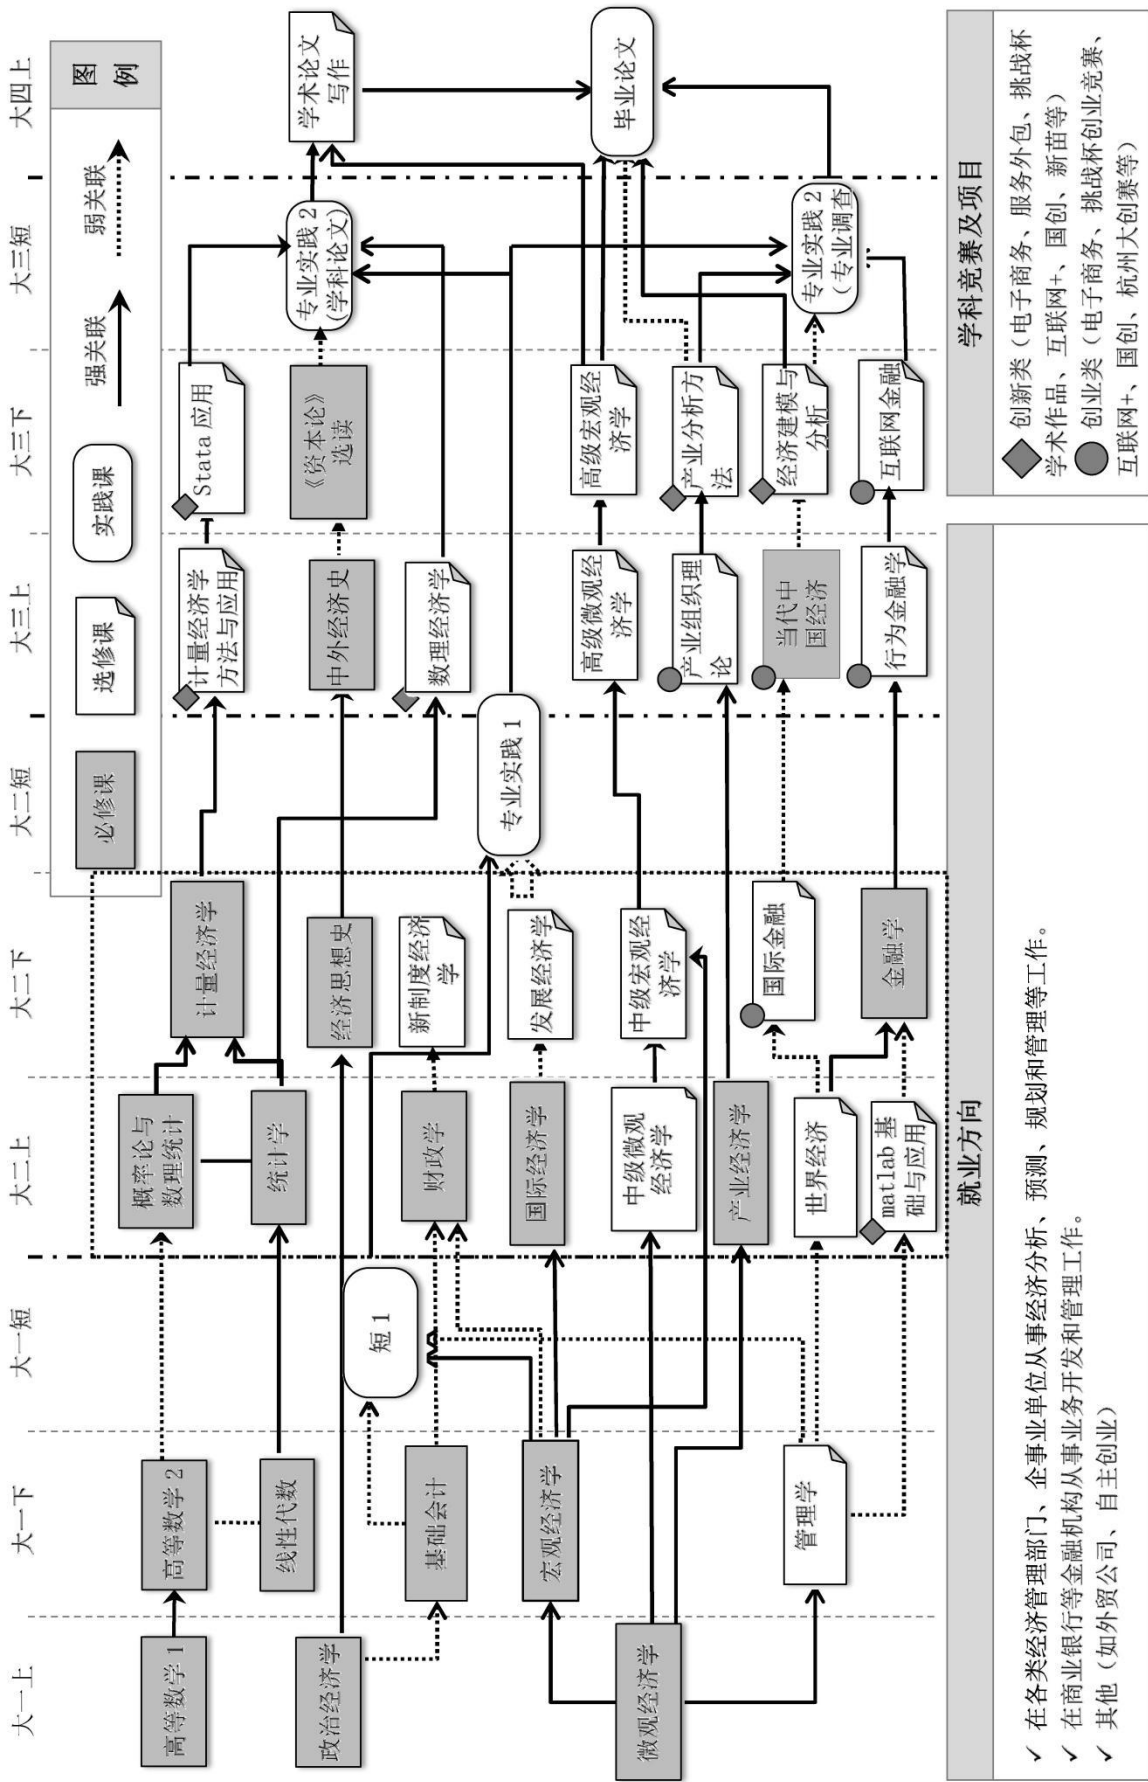 大一上
大一下
大一短
大二上
大二下
大二短
大三上
大三下
大三短
大四上
必修课
选修课
实践课
强关联
弱关联
图
例
高等数学 1
高等数学 2
概率论与
数理统计
计量经济学
计量经济学
方法与应用
Stata 应用
线性代数
统计学
政治经济学
经济思想史
中外经济史
《资本论》
选读
专业实践 2
(学科论文)
学术论文
写作
短 1
基础会计
财政学
新制度经济
学
数理经济学
宏观经济学
国际经济学
发展经济学
专业实践 1
微观经济学
中级微观
经济学
中级宏观经
济学
高级微观经
济学
高级宏观经
济学
毕业论文
产业经济学
产业组织理
论
产业分析方
法
管理学
世界经济
国际金融
当代中
国经济
经济建模与
分析
专业实践 2
(专业调查)
matlab 基
础与应用
金融学
行为金融学
互联网金融
就业方向
✓ 在各类经济管理部门、企事业单位从事经济分析、预测、规划和管理等工作。
✓ 在商业银行等金融机构从事业务开发和管理工作。
✓ 其他（如外贸公司、自主创业）
学科竞赛及项目
创新类（电子商务、服务外包、挑战杯
学术作品、互联网+、国创、新苗等）
创业类（电子商务、挑战杯创业竞赛、
互联网+、国创、杭州大创赛等）